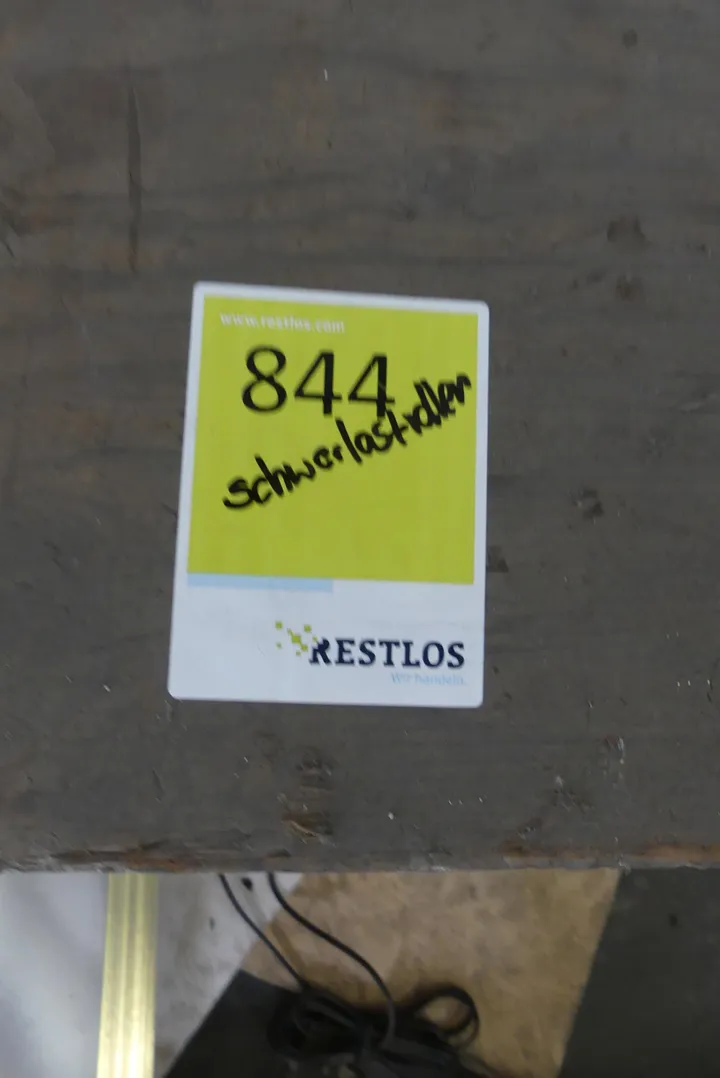 www.restlos.com
844
schwerlastroller
RESTLOS
Wir handeln.